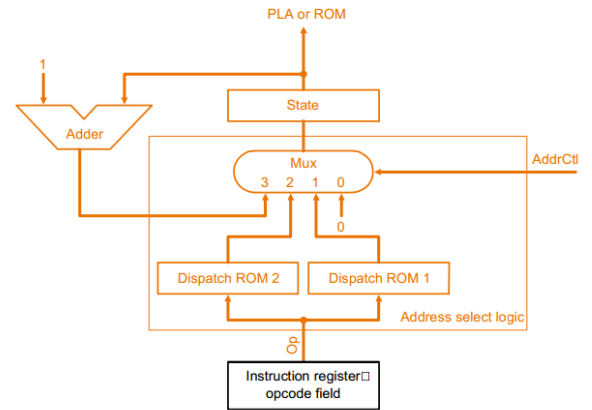 PLA or ROM
1
State
Adder
Mux
AddrCtl
3 2 1 0
0
Dispatch ROM 2
Dispatch ROM 1
Address select logic
Op
Instruction register□
opcode field